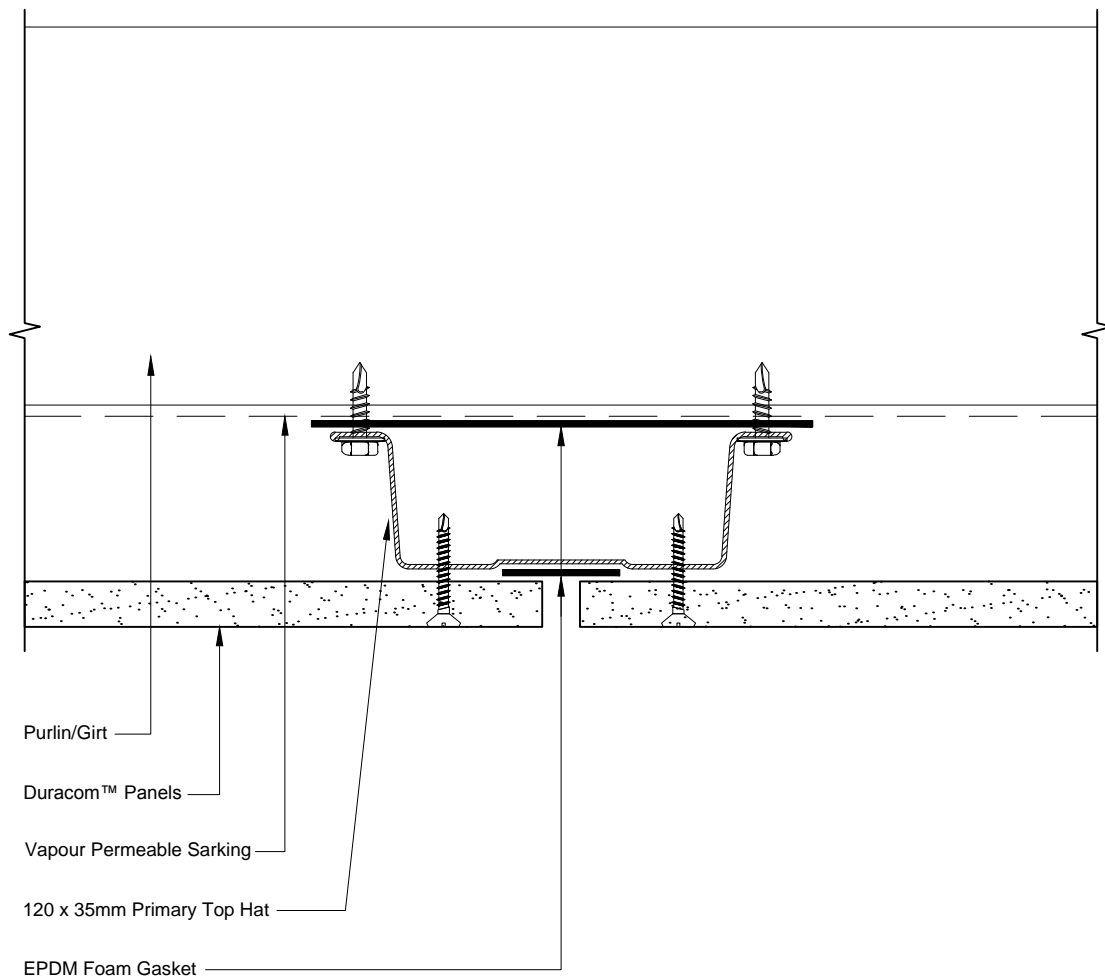 Purlin/Girt
Duracom™ Panels
Vapour Permeable Sarking
120 x 35mm Primary Top Hat
EPDM Foam Gasket